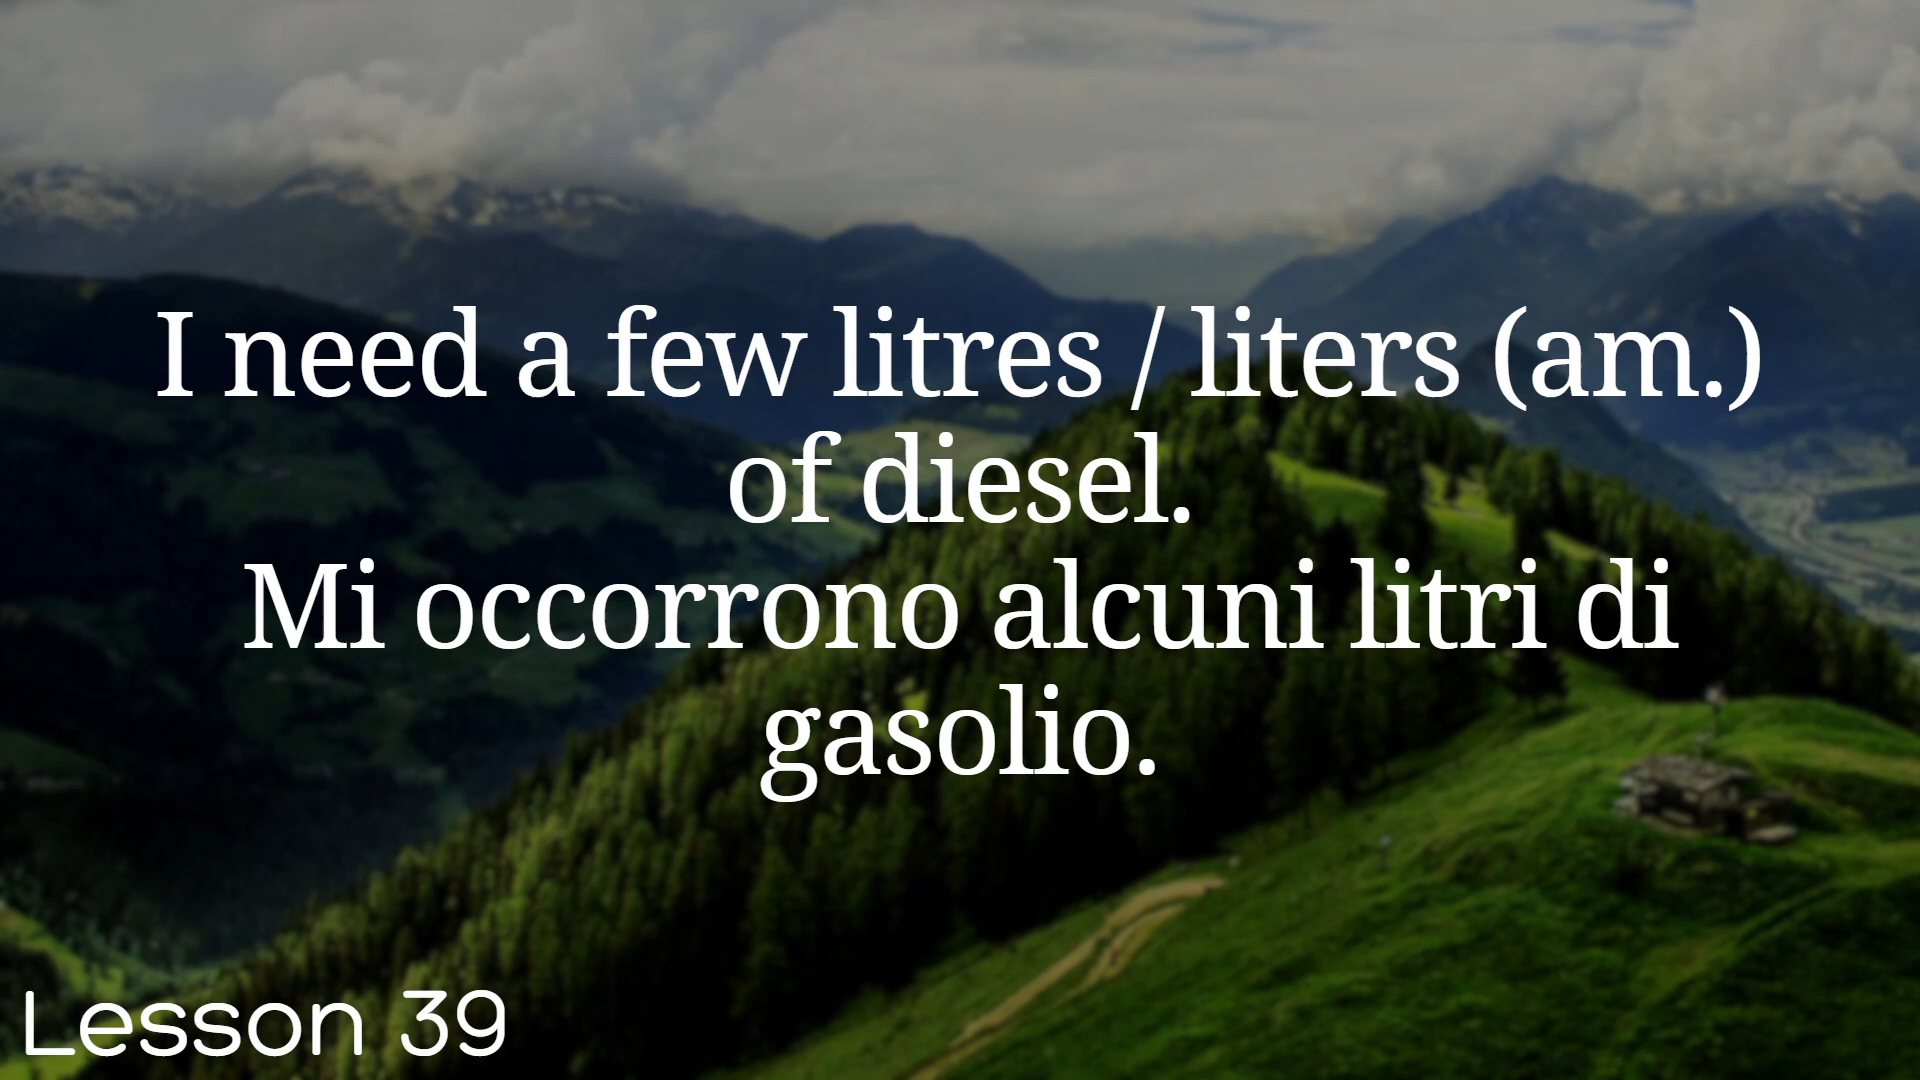 I need a few litres / liters (am.)
of diesel.
Mi occorrono alcuni litri di
gasolio.
Lesson 39